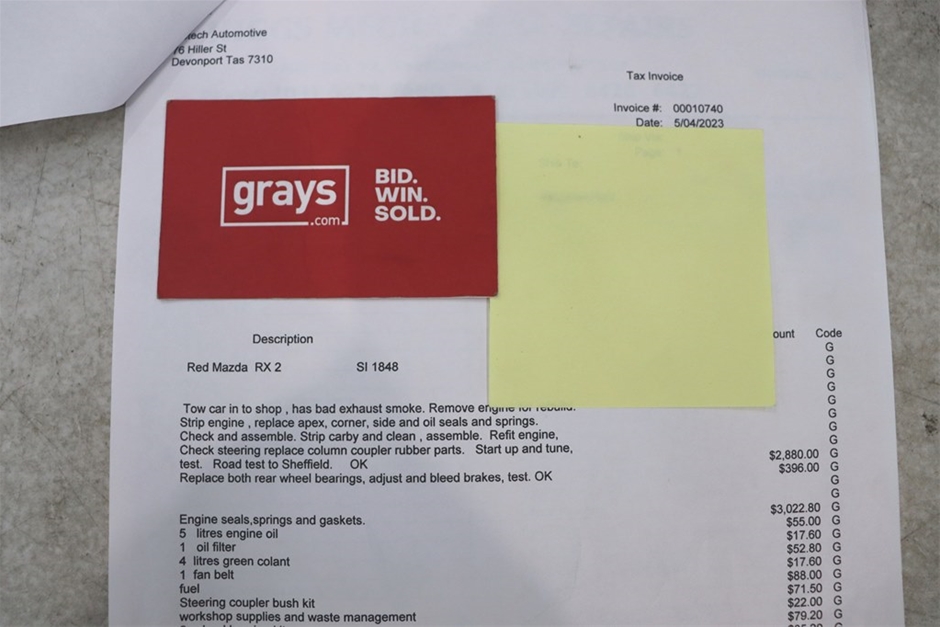 tech Automotive
76 Hiller St
Devonport Tas 7310
Tax Invoice
Invoice #: 00010740
Date: 5/04/2023
grays
.com
BID.
WIN.
SOLD.
Description
ount Code
G
Red Mazda RX 2 SI 1848
G
G
G
G
Tow car in to shop , has bad exhaust smoke. Remove engine for rebuild. G
Strip engine , replace apex, corner, side and oil seals and springs. G
Check and assemble. Strip carby and clean , assemble. Refit engine, G
Check steering replace column coupler rubber parts. Start up and tune, $2,880.00 G
test. Road test to Sheffield. OK $396.00 G
Replace both rear wheel bearings, adjust and bleed brakes, test. OK G
G
Engine seals,springs and gaskets. $3,022.80 G
5 litres engine oil $55.00 G
1 oil filter $17.60 G
4 litres green colant $52.80 G
1 fan belt $17.60 G
fuel $88.00 G
Steering coupler bush kit $71.50 G
workshop supplies and waste management $22.00 G
$79.20 G